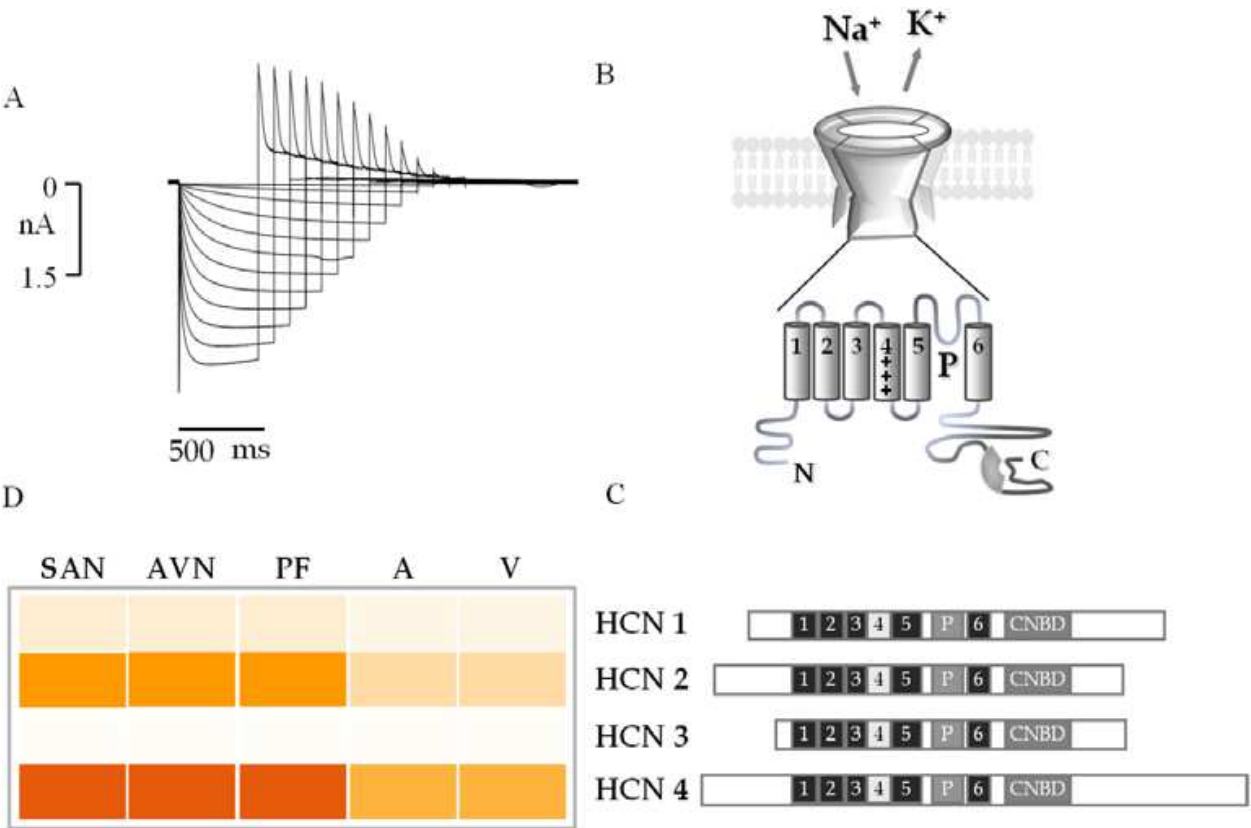 A
0
nA
1.5
500 ms
B
Na⁺ K⁺
1 2 3 4 5 P 6
+++
N
C
D
SAN AVN PF A V
C
HCN 1 1 2 3 4 5 P 6 CNBD
HCN 2 1 2 3 4 5 P 6 CNBD
HCN 3 1 2 3 4 5 P 6 CNBD
HCN 4 1 2 3 4 5 P 6 CNBD